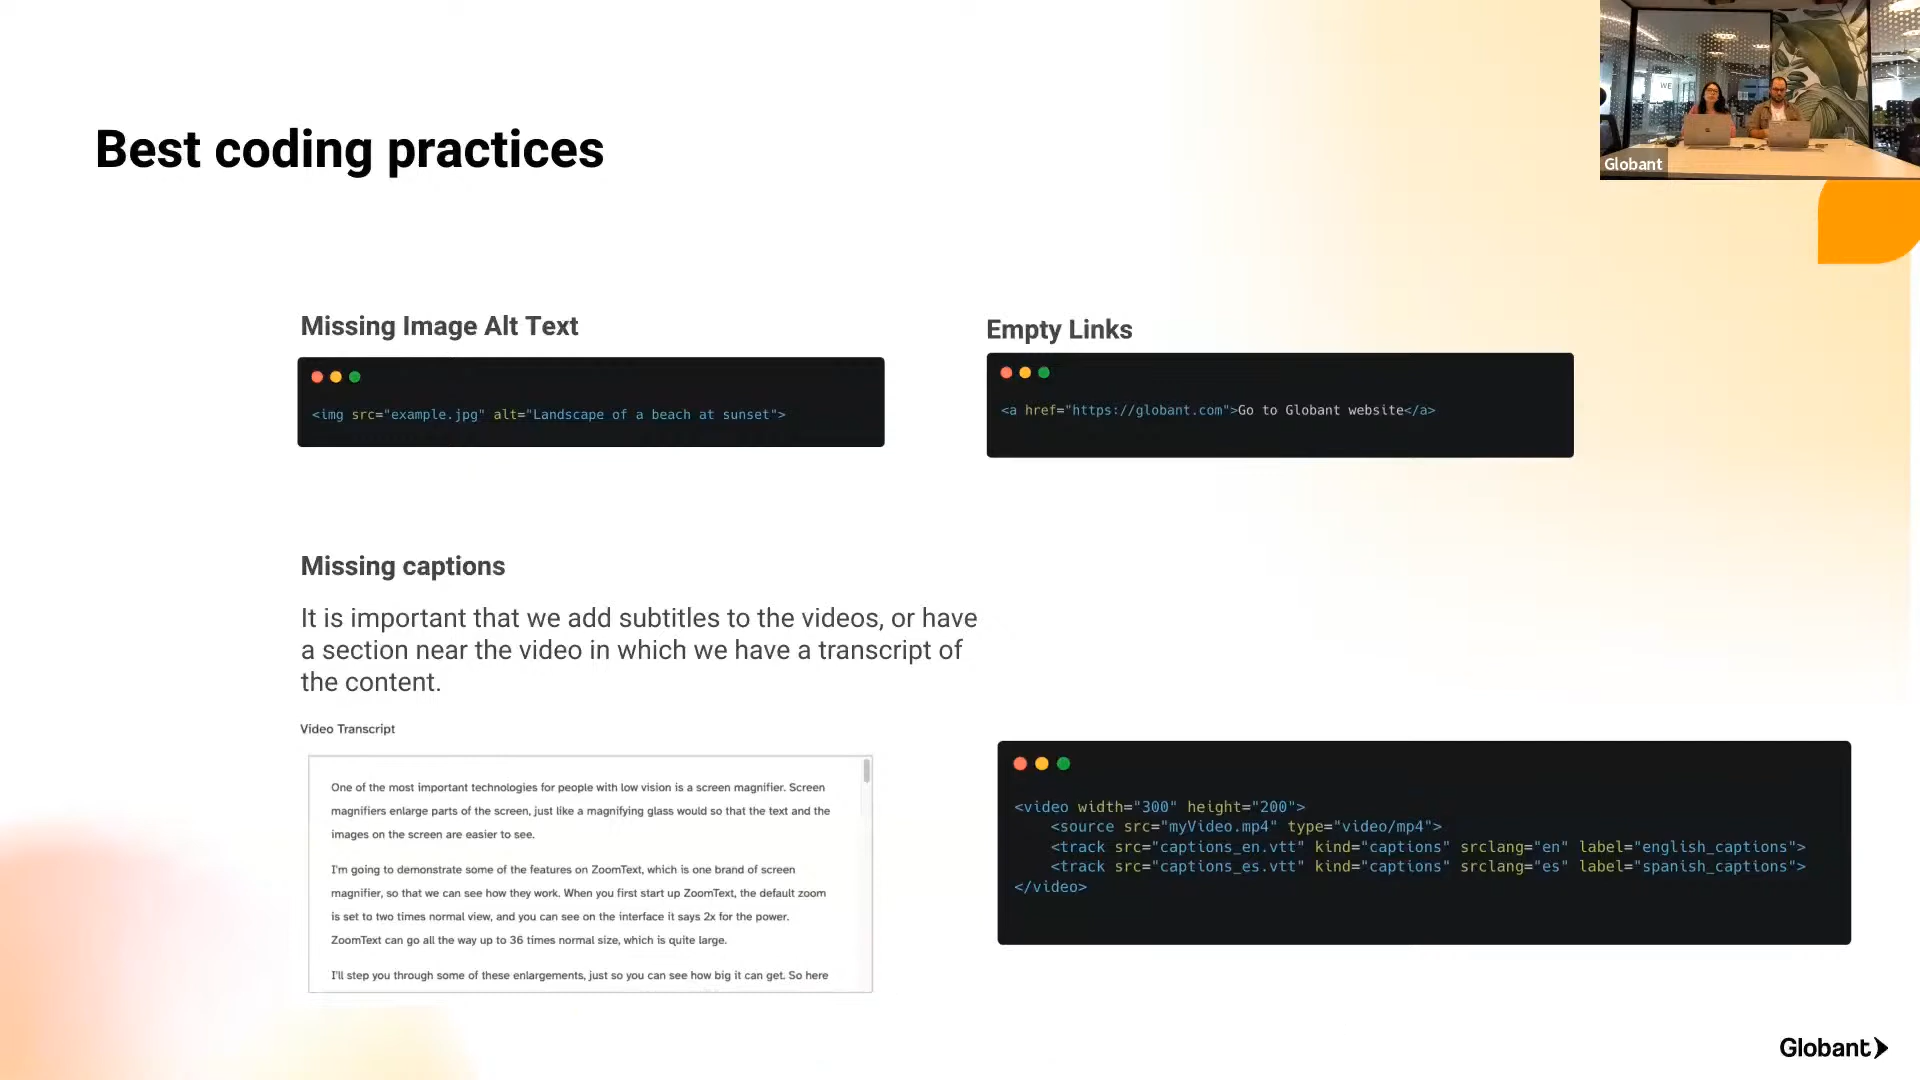 WE
Globant
Best coding practices
Missing Image Alt Text
<img src="example.jpg" alt="Landscape of a beach at sunset">
Empty Links
<a href="https://globant.com">Go to Globant website</a>
Missing captions
It is important that we add subtitles to the videos, or have
a section near the video in which we have a transcript of
the content.
Video Transcript
One of the most important technologies for people with low vision is a screen magnifier. Screen
magnifiers enlarge parts of the screen, just like a magnifying glass would so that the text and the
images on the screen are easier to see.
I'm going to demonstrate some of the features on ZoomText, which is one brand of screen
magnifier, so that we can see how they work. When you first start up ZoomText, the default zoom
is set to two times normal view, and you can see on the interface it says 2x for the power.
ZoomText can go all the way up to 36 times normal size, which is quite large.
I'll step you through some of these enlargements, just so you can see how big it can get. So here
<video width="300" height="200">
<source src="myVideo.mp4" type="video/mp4">
<track src="captions_en.vtt" kind="captions" srclang="en" label="english_captions">
<track src="captions_es.vtt" kind="captions" srclang="es" label="spanish_captions">
</video>
Globant